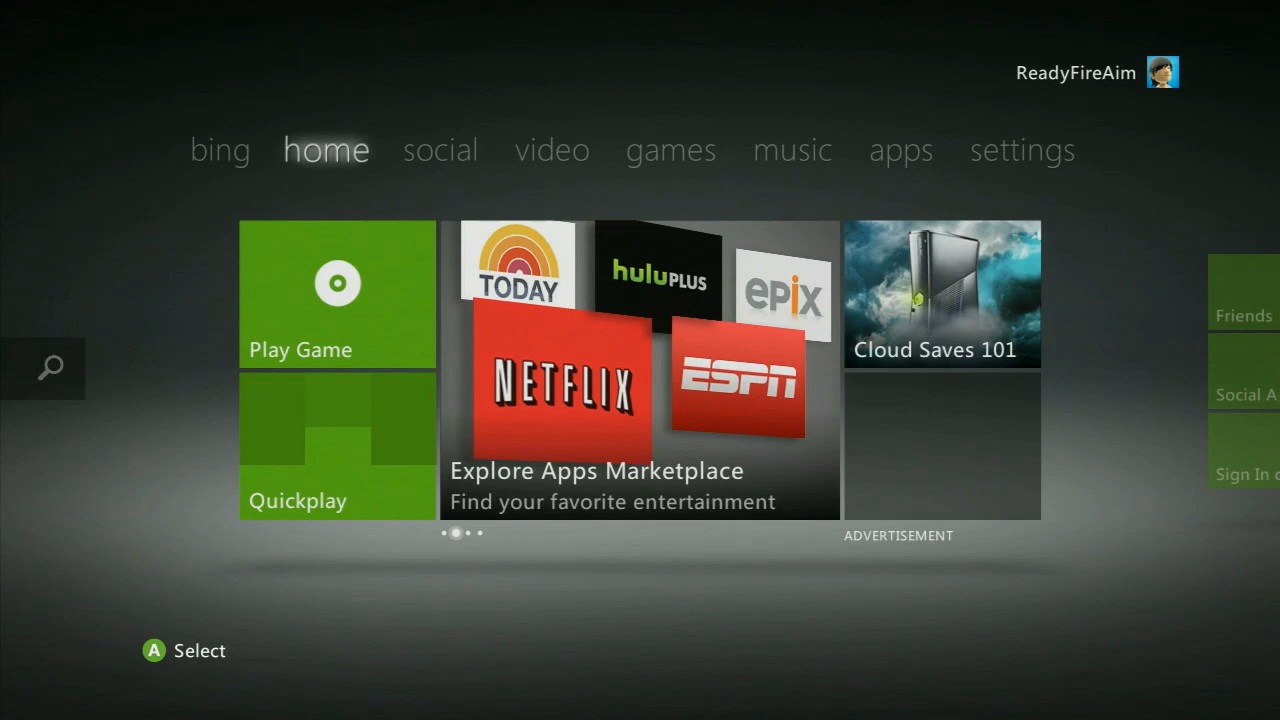 ReadyFireAim
bing home social video games music apps settings
TODAY
huluPLUS
epix
NETFLIX
ESPN
Play Game
Quickplay
Explore Apps Marketplace
Find your favorite entertainment
Cloud Saves 101
ADVERTISEMENT
Friends
Social A
Sign In
A Select